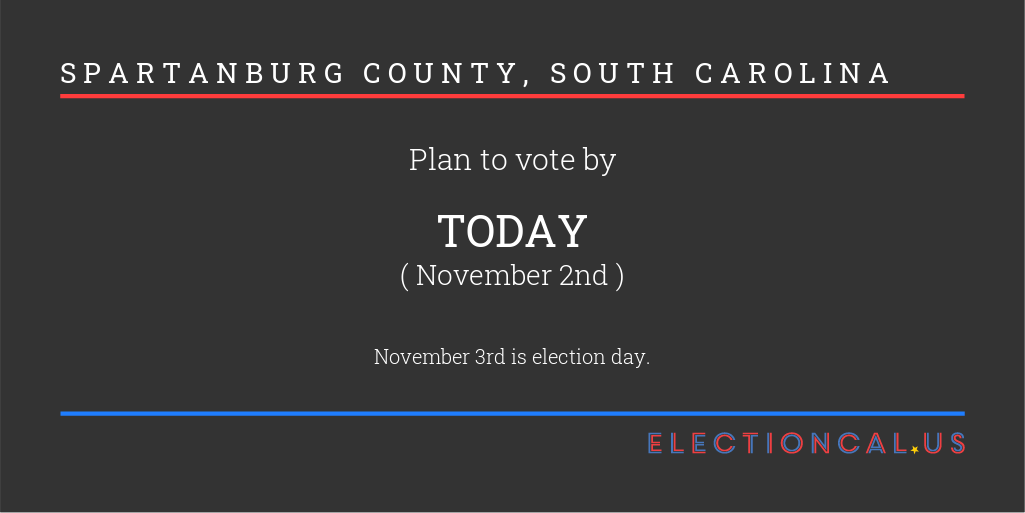 SPARTANBURG COUNTY, SOUTH CAROLINA
Plan to vote by
TODAY
( November 2nd )
November 3rd is election day.
ELECTIONCAL.US